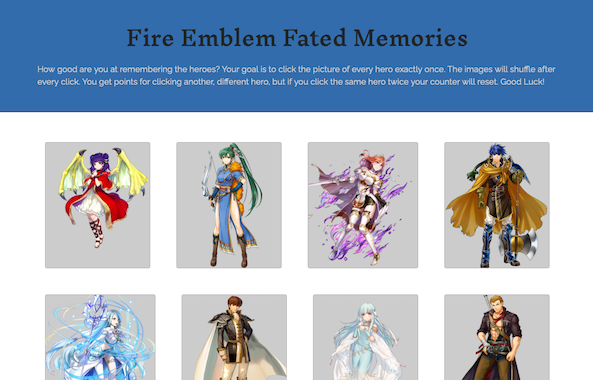 Fire Emblem Fated Memories
How good are you at remembering the heroes? Your goal is to click the picture of every hero exactly once. The images will shuffle after
every click. You get points for clicking another, different hero, but if you click the same hero twice your counter will reset. Good Luck!